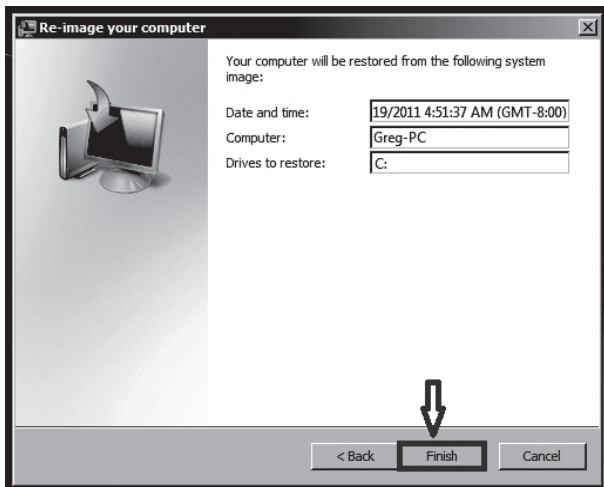 Re-image your computer
Your computer will be restored from the following system
image:
Date and time: 19/2011 4:51:37 AM (GMT-8:00)
Computer: Greg-PC
Drives to restore: C:
< Back Finish Cancel